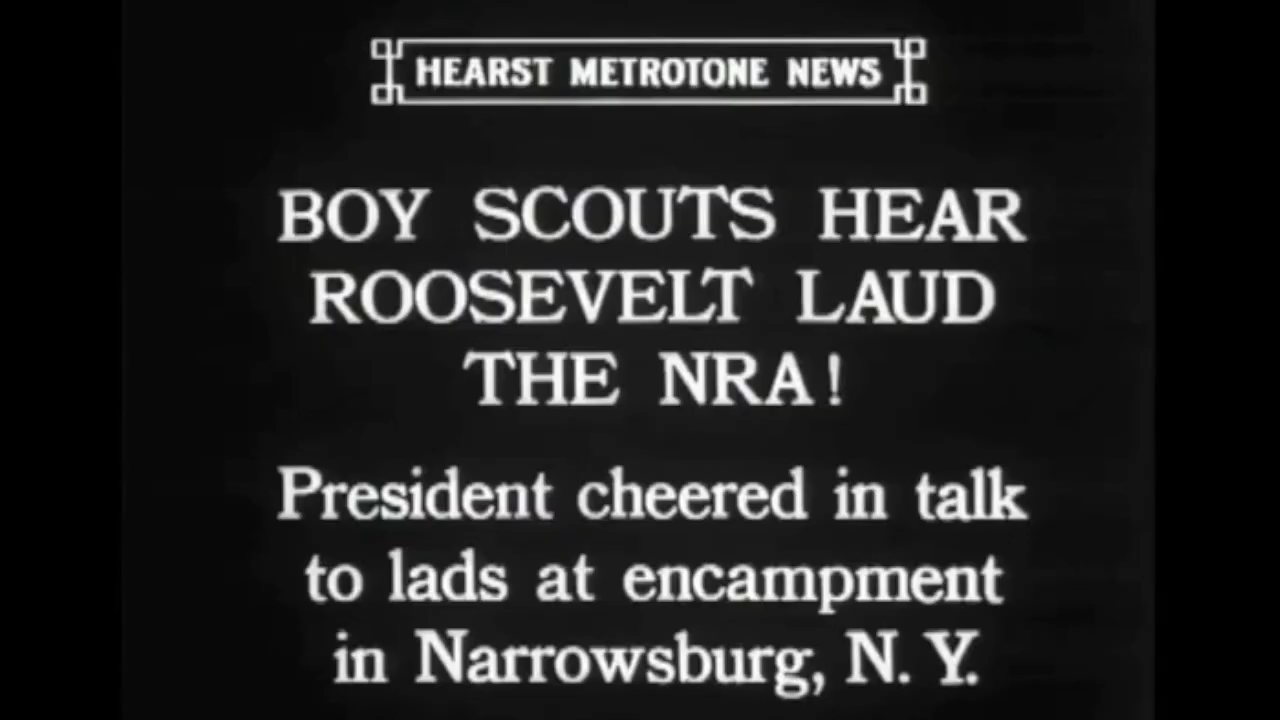 HEARST METROTONE NEWS
BOY SCOUTS HEAR
ROOSEVELT LAUD
THE NRA!
President cheered in talk
to lads at encampment
in Narrowsburg, N. Y.